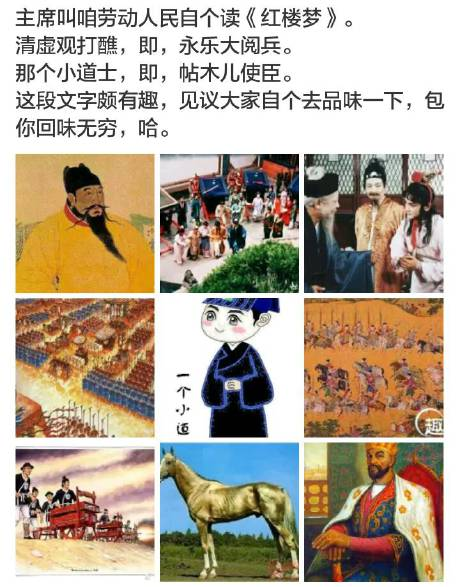 主席叫咱劳动人民自个读《红楼梦》。
清虚观打醮，即，永乐大阅兵。
那个小道士，即，帖木儿使臣。
这段文字颇有趣，见议大家自个去品味一下，包
你回味无穷，哈。
一个小道
趣